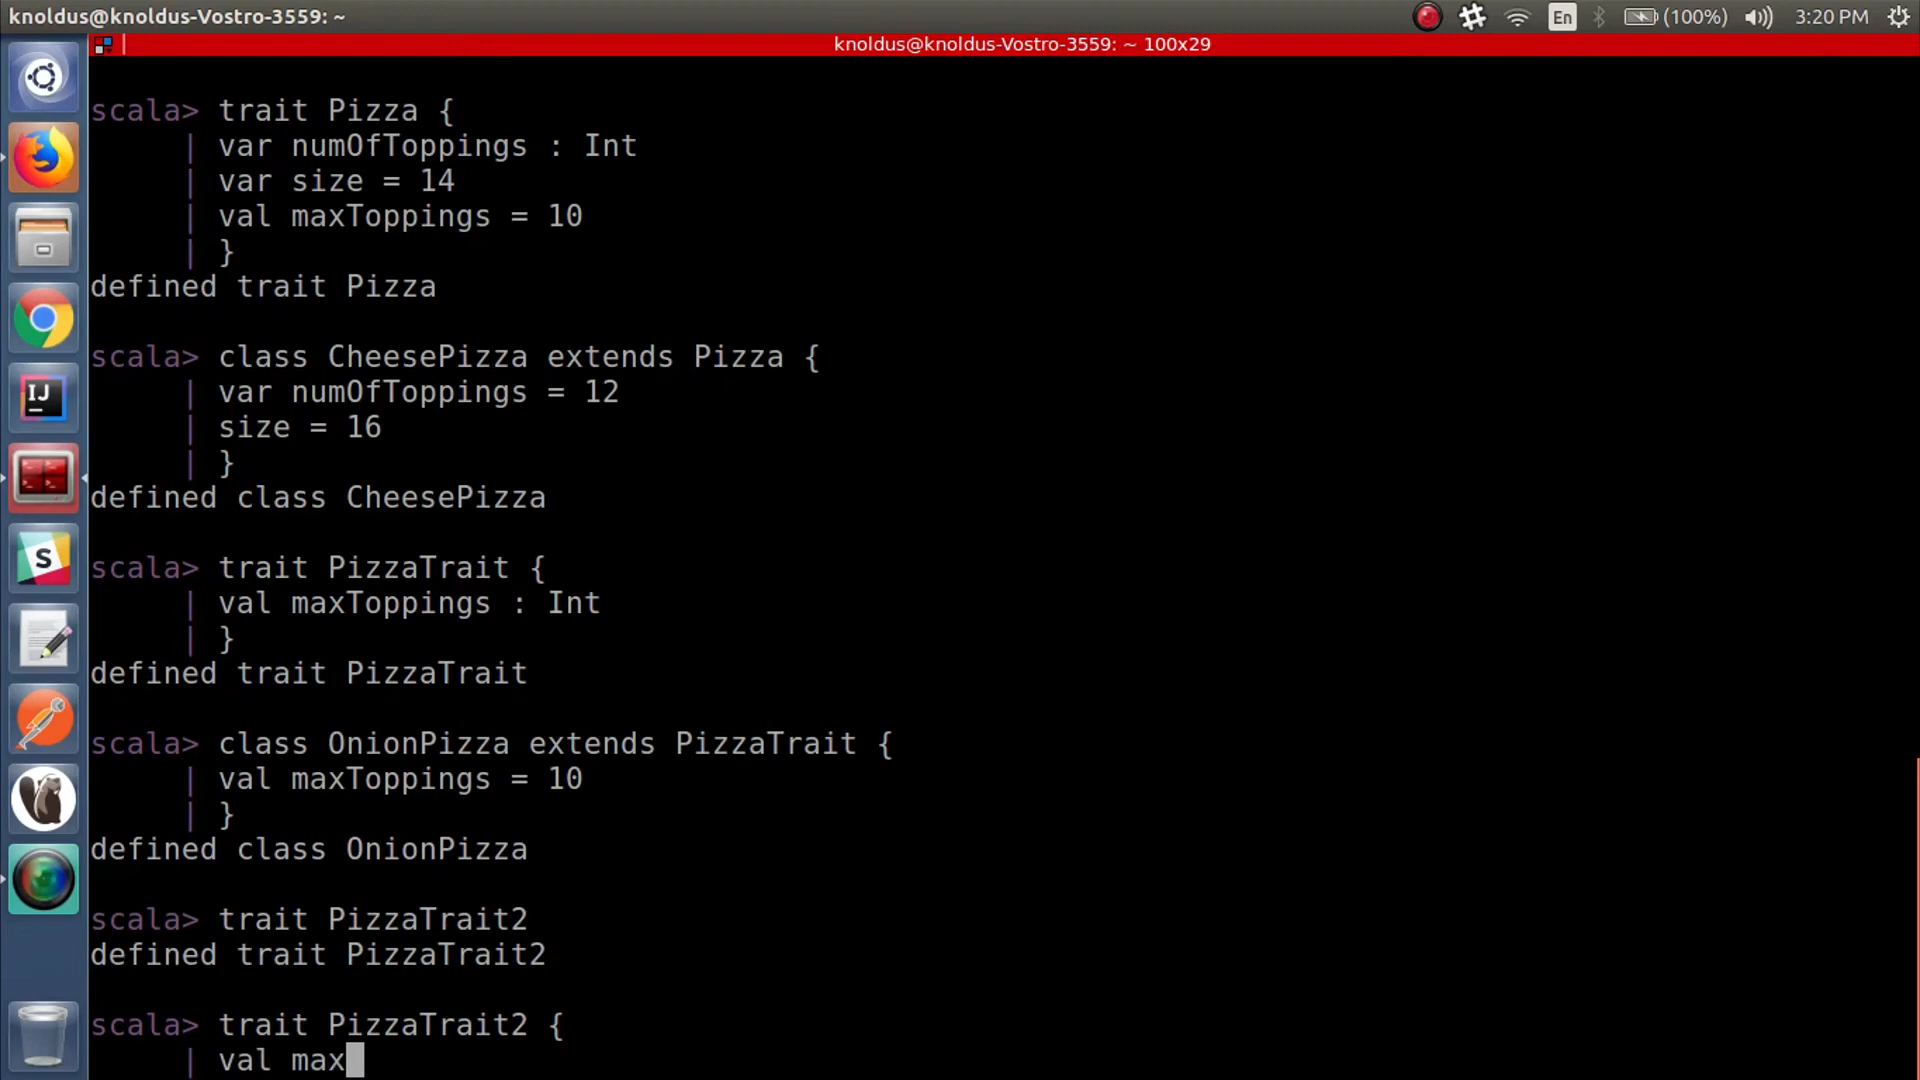 knoldus@knoldus-Vostro-3559: ~
En
(100%)
3:20 PM
knoldus@knoldus-Vostro-3559: ~ 100x29
scala> trait Pizza {
| var numOfToppings : Int
| var size = 14
| val maxToppings = 10
| }
defined trait Pizza
scala> class CheesePizza extends Pizza {
| var numOfToppings = 12
| size = 16
| }
defined class CheesePizza
scala> trait PizzaTrait {
| val maxToppings : Int
| }
defined trait PizzaTrait
scala> class OnionPizza extends PizzaTrait {
| val maxToppings = 10
| }
defined class OnionPizza
scala> trait PizzaTrait2
defined trait PizzaTrait2
scala> trait PizzaTrait2 {
| val max
IJ
S